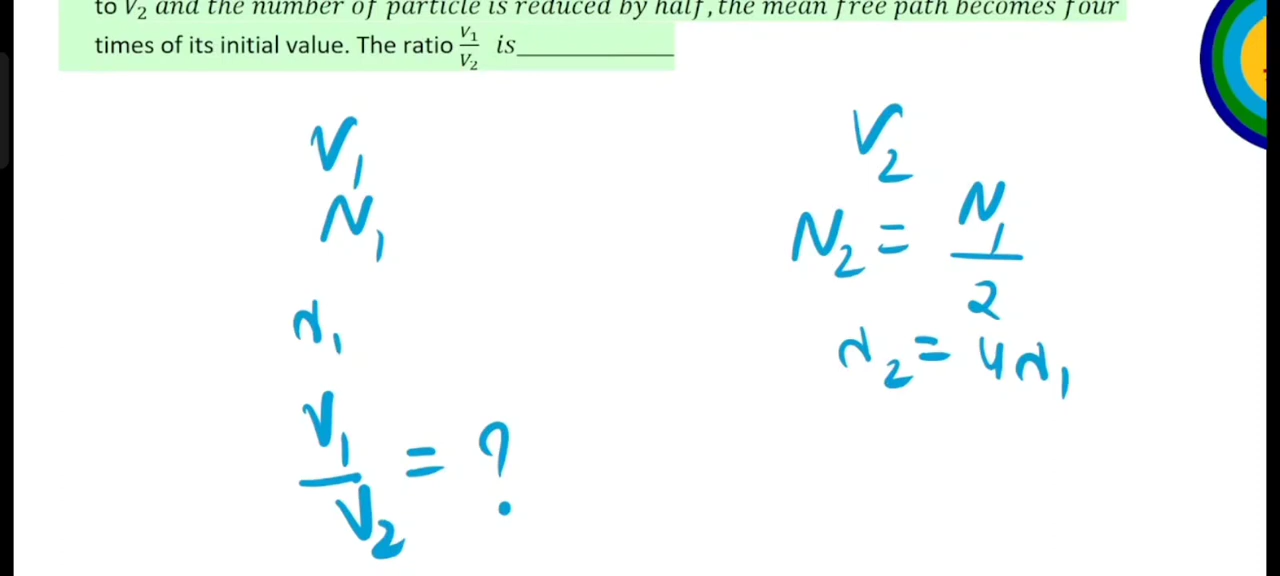 to V₂ and the number of particle is reduced by half, the mean free path becomes four
times of its initial value. The ratio V₁/V₂ is____________
V₁
V₂
N₁
N₂ = N₁/2
λ₁
λ₂ = 4λ₁
V₁/V₂ = ?